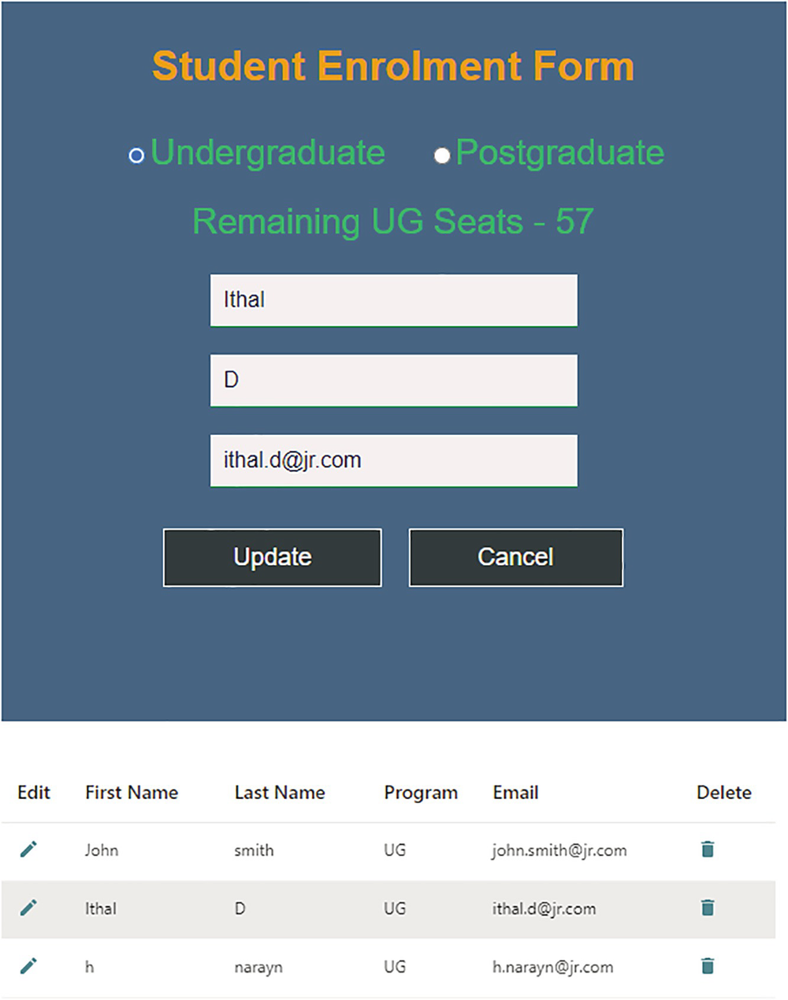 Student Enrolment Form
Undergraduate Postgraduate
Remaining UG Seats - 57
Ithal
D
ithal.d@jr.com
Update Cancel
Edit First Name Last Name Program Email Delete
John smith UG john.smith@jr.com
Ithal D UG ithal.d@jr.com
h narayn UG h.narayn@jr.com